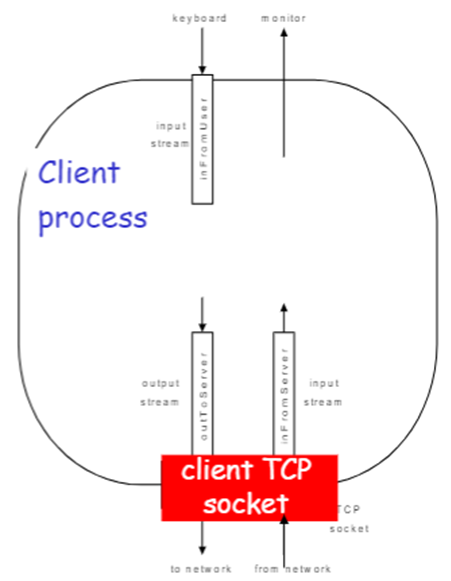 keyboard
monitor
input
stream
inFromUser
Client
process
output
stream
outToServer
inFromServer
input
stream
client TCP
socket
TCP
socket
to network
from network